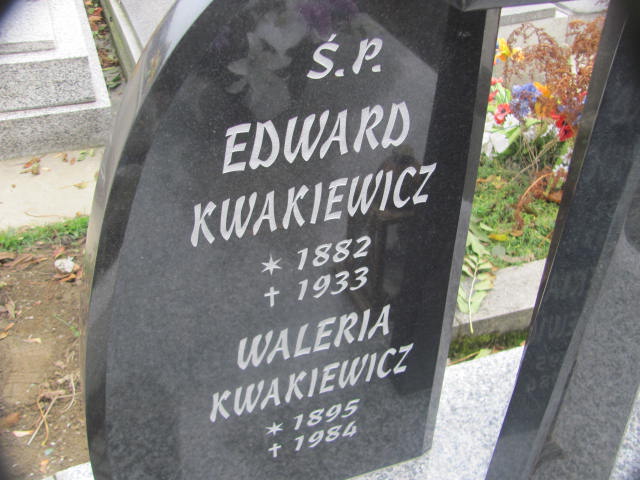 Ś.P.
EDWARD
KWAKIEWICZ
* 1882
† 1933
WALERIA
KWAKIEWICZ
* 1895
† 1984